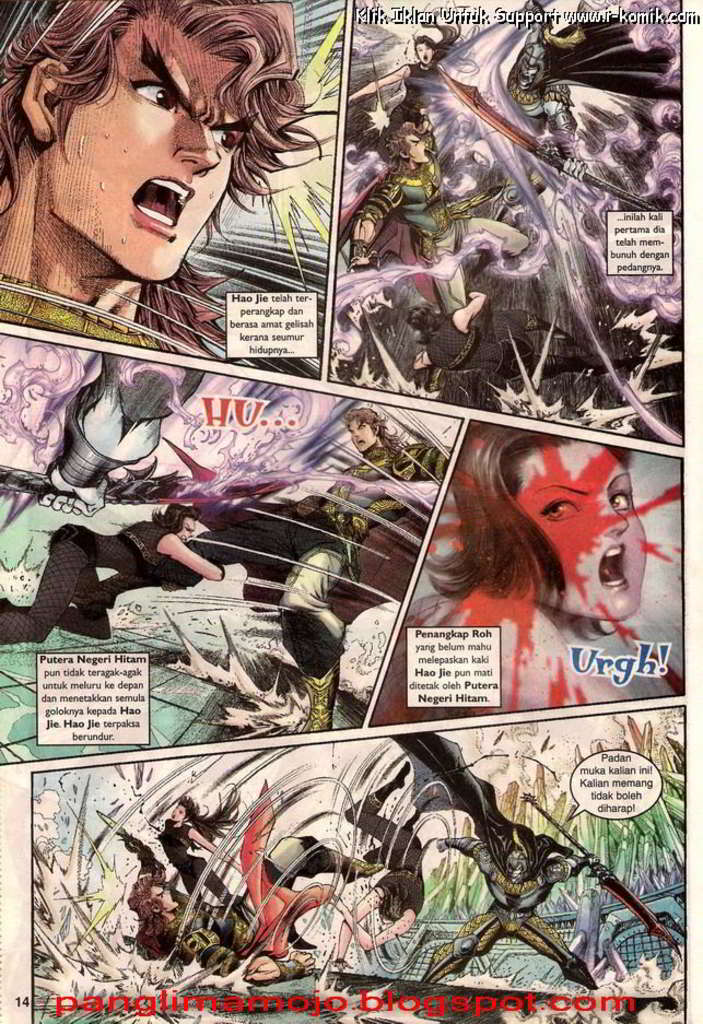 Klik Iklan Untuk Support www.i-komik.com
Hao Jie telah ter-
perangkap dan
berasa amat gelisah
kerana seumur
hidupnya...
...inilah kali
pertama dia
telah mem-
bunuh dengan
pedangnya.
HU...
Putera Negeri Hitam
pun tidak teragak-agak
untuk meluru ke depan
dan menetakkan semula
goloknya kepada Hao
Jie. Hao Jie terpaksa
berundur.
Penangkap Roh
yang belum mahu
melepaskan kaki
Hao Jie pun mati
ditetak oleh Putera
Negeri Hitam.
Urgh!
Padan
muka kalian ini!
Kalian memang
tidak boleh
diharap!
14
panglimamojo.blogspot.com